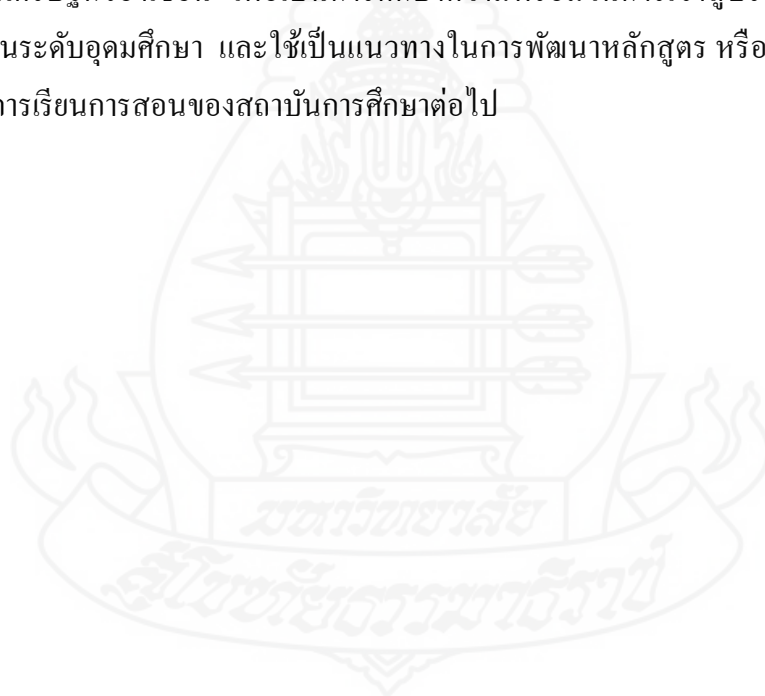 นระดับอุดมศึกษา และใช้เป็นแนวทางในการพัฒนาหลักสูตร หรือ
การเรียนการสอนของสถาบันการศึกษาต่อไป
มหาวิทยาลัย
สุโขทัยธรรมาธิราช